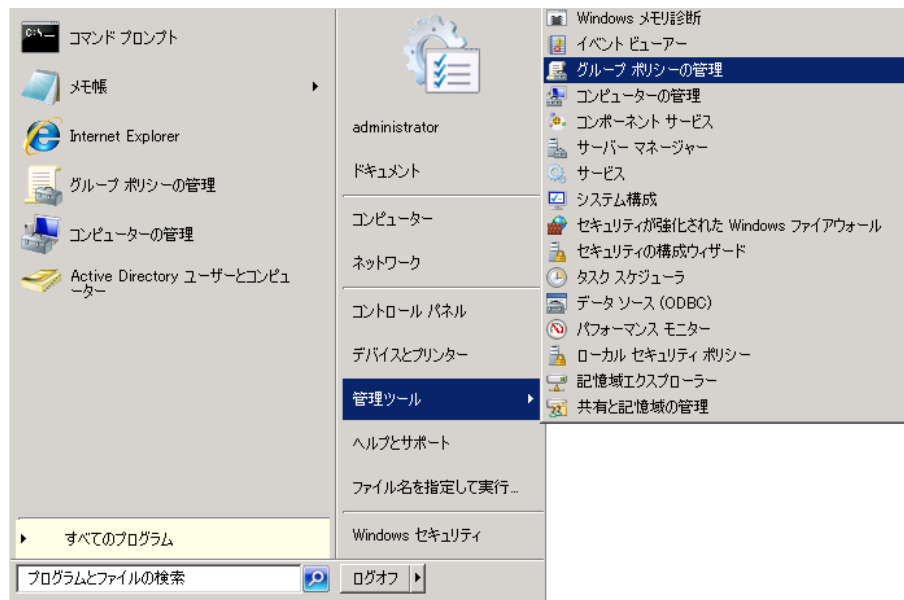 コマンド プロンプト
メモ帳
Internet Explorer
グループ ポリシーの管理
コンピューターの管理
Active Directory ユーザーとコンピュ
ーター
すべてのプログラム
プログラムとファイルの検索
administrator
ドキュメント
コンピューター
ネットワーク
コントロール パネル
デバイスとプリンター
管理ツール
ヘルプとサポート
ファイル名を指定して実行...
Windows セキュリティ
ログオフ
Windows メモリ診断
イベント ビューアー
グループ ポリシーの管理
コンピューターの管理
コンポーネント サービス
サーバー マネージャー
サービス
システム構成
セキュリティが強化された Windows ファイアウォール
セキュリティの構成ウィザード
タスク スケジューラ
データ ソース (ODBC)
パフォーマンス モニター
ローカル セキュリティ ポリシー
記憶域エクスプローラー
共有と記憶域の管理